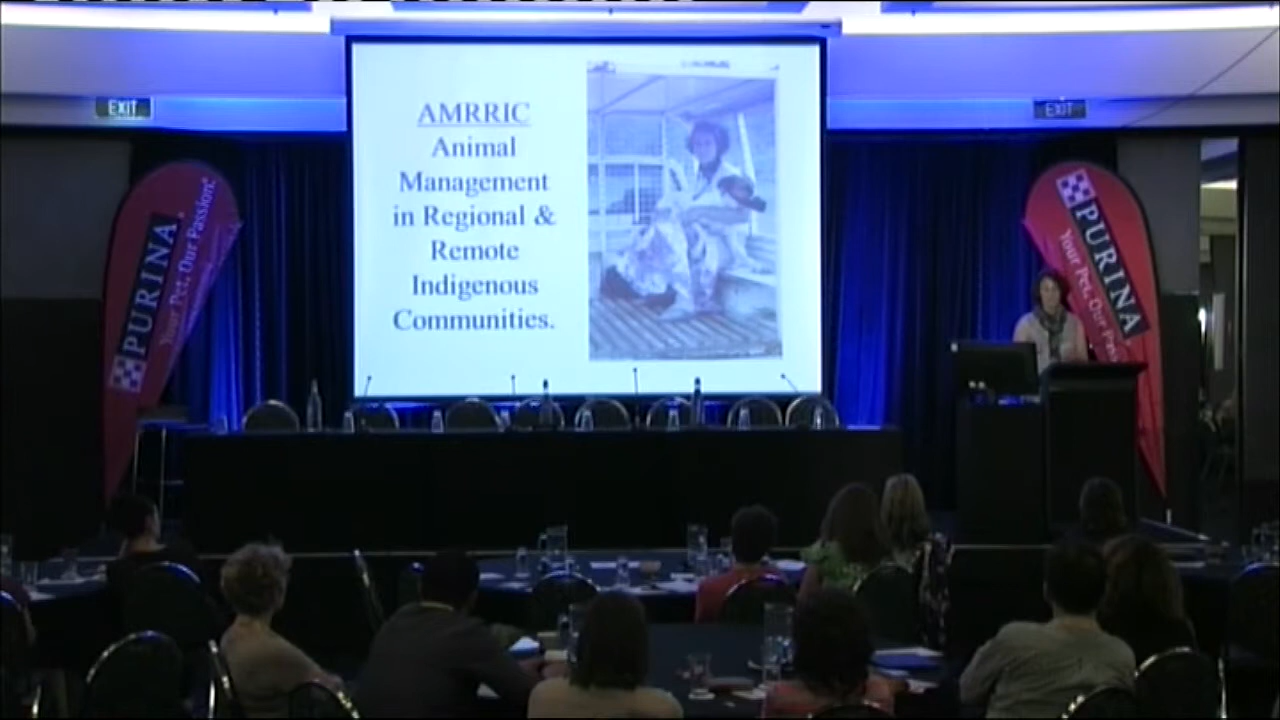 EXIT
EXIT
AMRRIC
Animal
Management
in Regional &
Remote
Indigenous
Communities.
PURINA
Your Pet, Our Passion.
PURINA
Your Pet, Our Pas